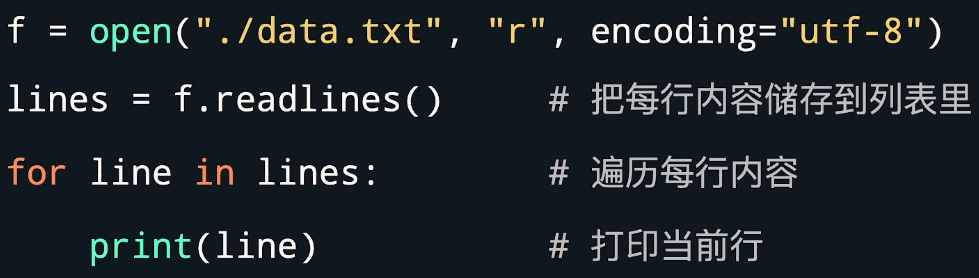 f = open("./data.txt", "r", encoding="utf-8")
lines = f.readlines()     # 把每行内容储存到列表里
for line in lines:        # 遍历每行内容
    print(line)           # 打印当前行